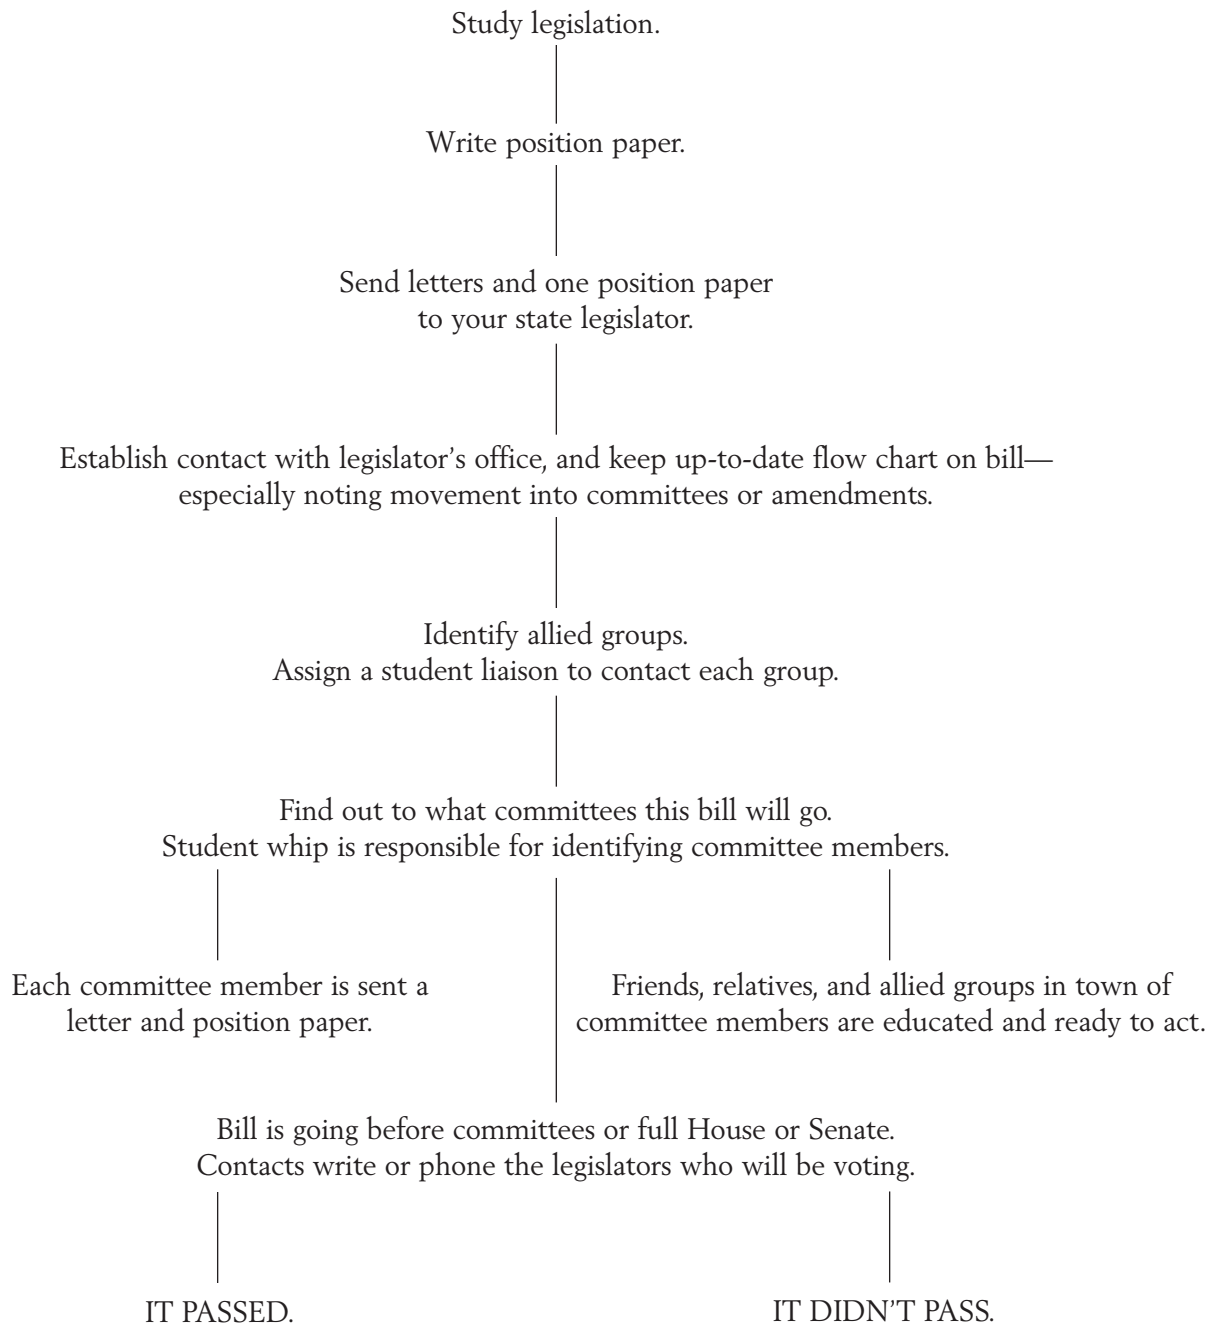 Study legislation.
Write position paper.
Send letters and one position paper
to your state legislator.
Establish contact with legislator’s office, and keep up-to-date flow chart on bill—
especially noting movement into committees or amendments.
Identify allied groups.
Assign a student liaison to contact each group.
Find out to what committees this bill will go.
Student whip is responsible for identifying committee members.
Each committee member is sent a
letter and position paper.
Friends, relatives, and allied groups in town of
committee members are educated and ready to act.
Bill is going before committees or full House or Senate.
Contacts write or phone the legislators who will be voting.
IT PASSED.
IT DIDN’T PASS.